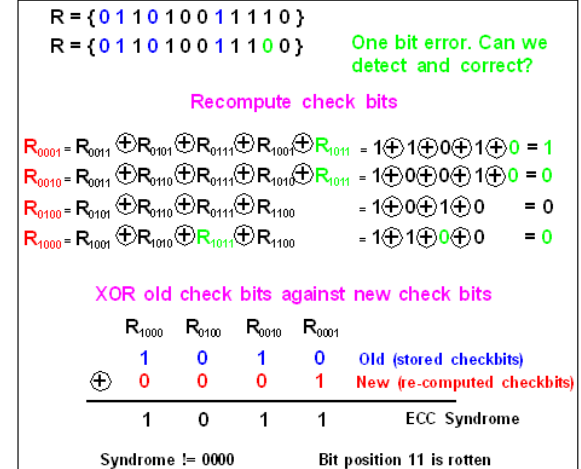 R = { 0 1 1 0 1 0 0 1 1 1 1 0 }
R = { 0 1 1 0 1 0 0 1 1 1 0 0 }
One bit error. Can we
detect and correct?
Recompute check bits
R0001 = R0011 ⊕ R0101 ⊕ R0111 ⊕ R1001 ⊕ R1011 = 1 ⊕ 1 ⊕ 0 ⊕ 1 ⊕ 0 = 1
R0010 = R0011 ⊕ R0110 ⊕ R0111 ⊕ R1010 ⊕ R1011 = 1 ⊕ 0 ⊕ 0 ⊕ 1 ⊕ 0 = 0
R0100 = R0101 ⊕ R0110 ⊕ R0111 ⊕ R1100 = 1 ⊕ 0 ⊕ 1 ⊕ 0 = 0
R1000 = R1001 ⊕ R1010 ⊕ R1011 ⊕ R1100 = 1 ⊕ 1 ⊕ 0 ⊕ 0 = 0
XOR old check bits against new check bits
R1000 R0100 R0010 R0001
1 0 1 0 Old (stored checkbits)
⊕ 0 0 0 1 New (re-computed checkbits)
1 0 1 1 ECC Syndrome
Syndrome != 0000 Bit position 11 is rotten